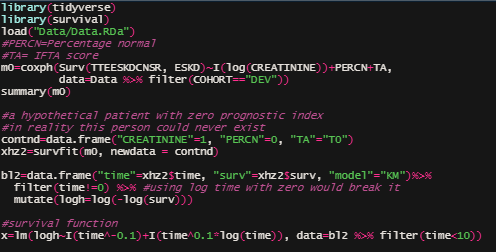 library(tidyverse)
library(survival)
load("Data/Data.RDa")
#PERCN=Percentage normal
#TA= IFTA score
m0=coxph(Surv(TTEESKDCNSR, ESKD)~I(log(CREATININE))+PERCN+TA,
data=Data %>% filter(COHORT=="DEV"))
summary(m0)
#a hypothetical patient with zero prognostic index
#in reality this person could never exist
contnd=data.frame("CREATININE"=1, "PERCN"=0, "TA"="T0")
xhz2=survfit(m0, newdata = contnd)
bl2=data.frame("time"=xhz2$time, "surv"=xhz2$surv, "model"="KM")%>%
filter(time!=0) %>% #using log time with zero would break it
mutate(logh=log(-log(surv)))
#survival function
x=lm(logh~I(time^-0.1)+I(time^0.1*log(time)), data=bl2 %>% filter(time<10))